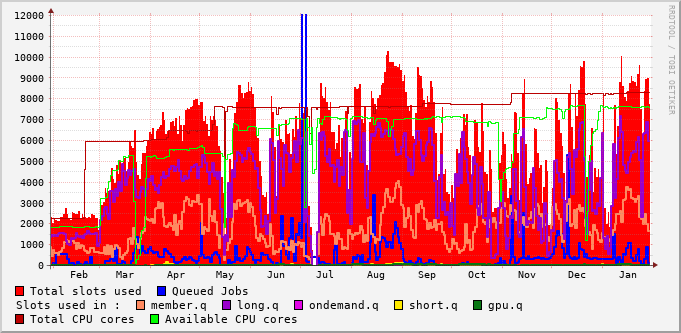 12000
11000
10000
9000
8000
7000
6000
5000
4000
3000
2000
1000
0
Feb Mar Apr May Jun Jul Aug Sep Oct Nov Dec Jan
RRDTOOL / TOBI OETIKER
Total slots used Queued Jobs
Slots used in : member.q long.q ondemand.q short.q gpu.q
Total CPU cores Available CPU cores